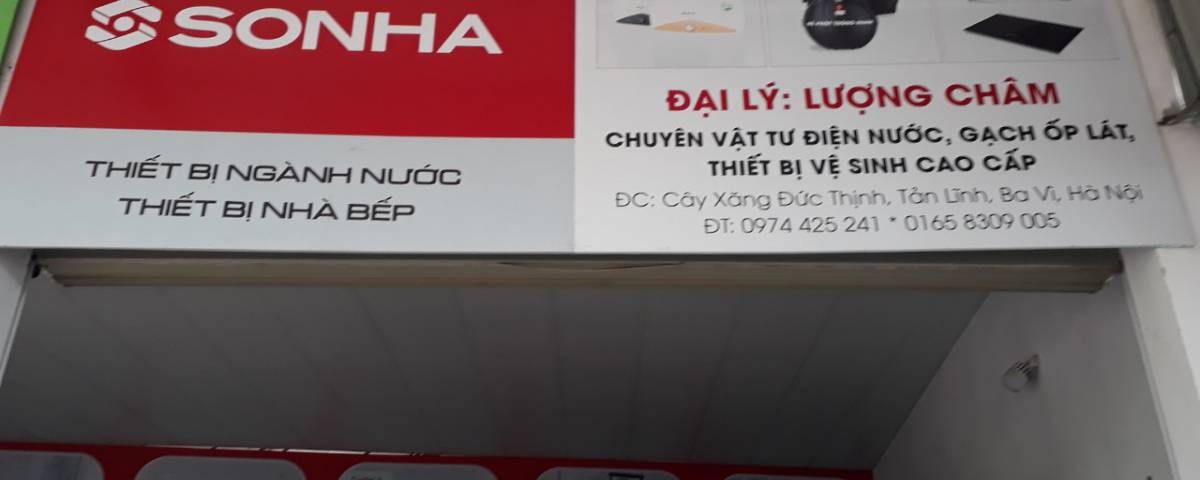 SONHA
THIẾT BỊ NGÀNH NƯỚC
THIẾT BỊ NHÀ BẾP
ĐẠI LÝ: LƯỢNG CHÂM
CHUYÊN VẬT TƯ ĐIỆN NƯỚC, GẠCH ỐP LÁT,
THIẾT BỊ VỆ SINH CAO CẤP
ĐC: Cây Xăng Đức Thịnh, Tản Lĩnh, Ba Vì, Hà Nội
ĐT: 0974 425 241 * 0165 8309 005